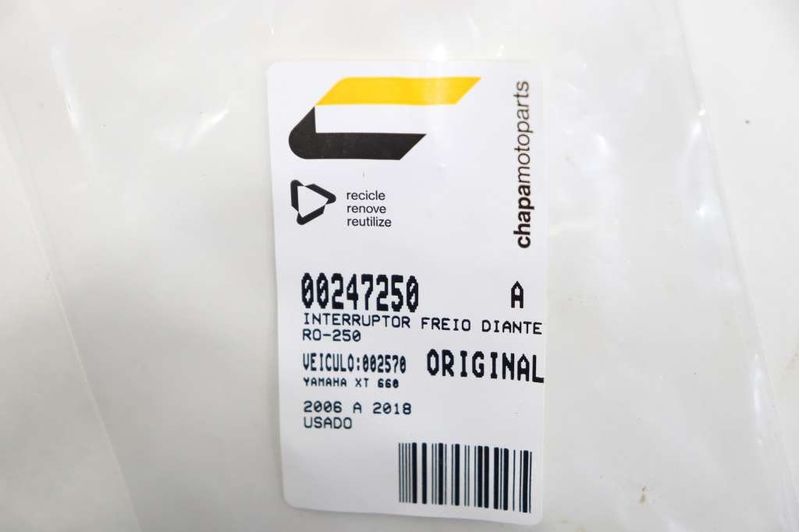 chapamotoparts
recicle
renove
reutilize
00247250 A
INTERRUPTOR FREIO DIANTE
RO-250
VEICULO:002570 ORIGINAL
YAMAHA XT 660
2006 A 2018
USADO